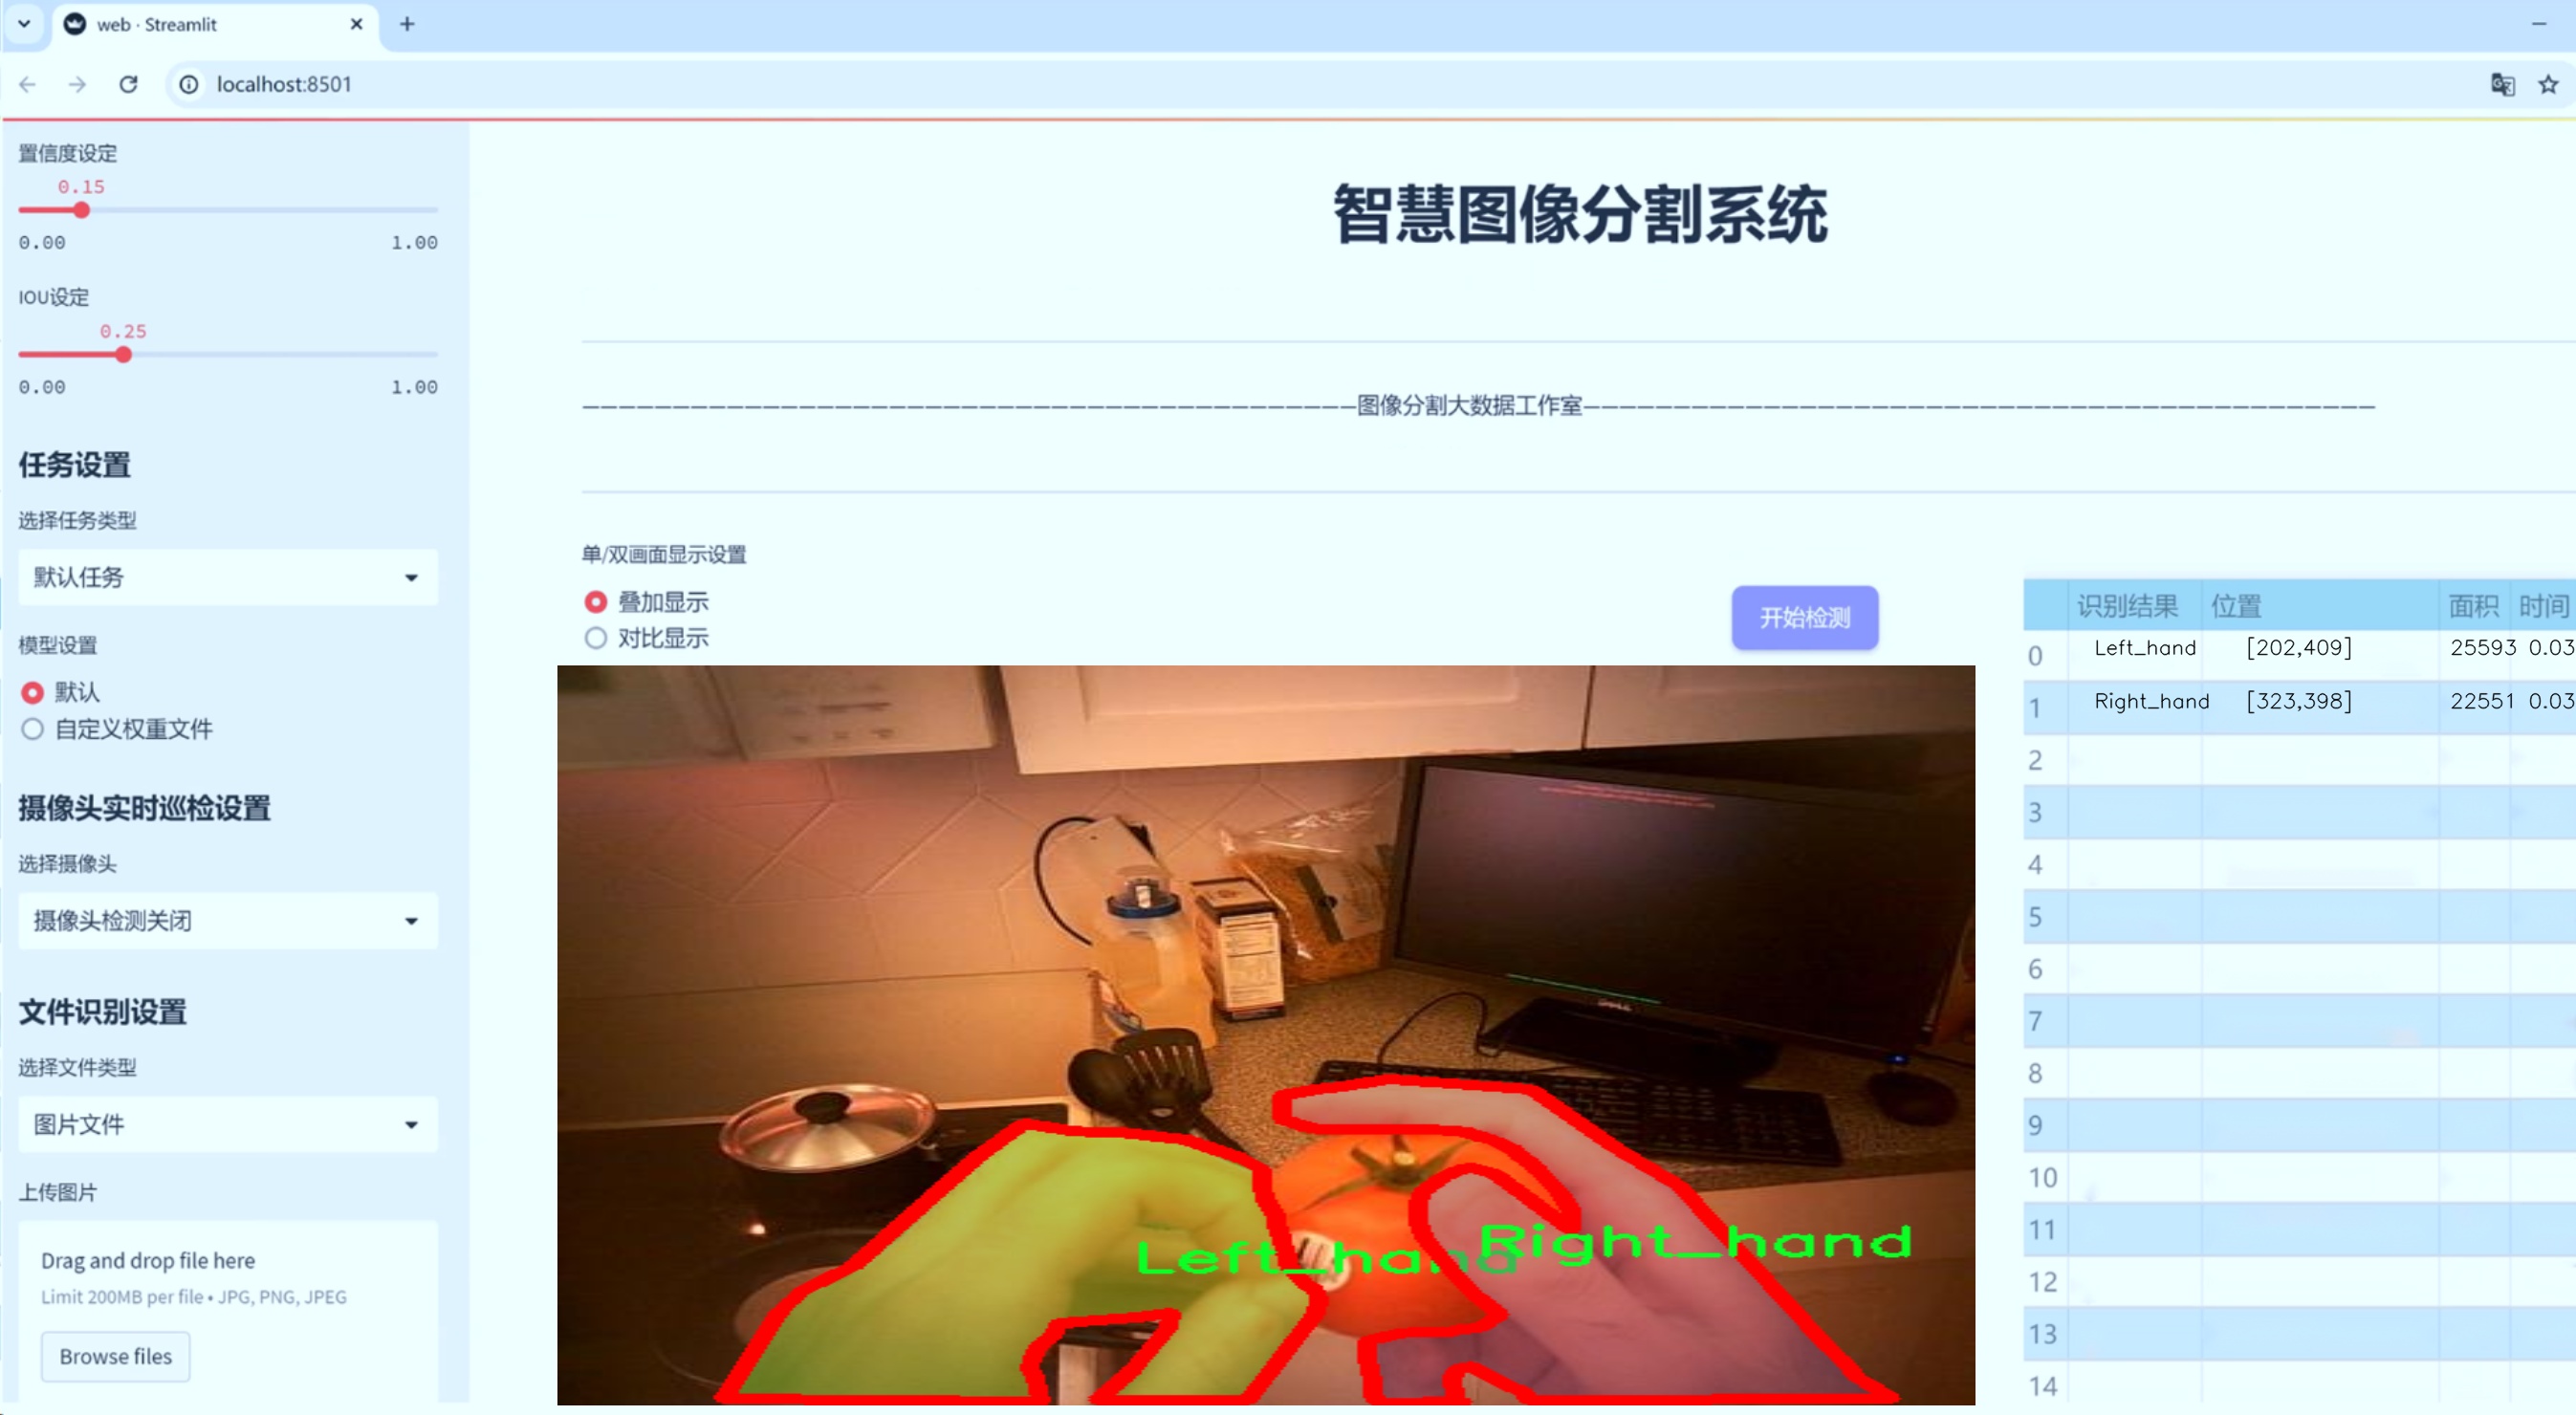 web · Streamlit
localhost:8501
置信度设定
0.15
0.00 1.00
IOU设定
0.25
0.00 1.00
任务设置
选择任务类型
默认任务
模型设置
默认
自定义权重文件
摄像头实时巡检设置
选择摄像头
摄像头检测关闭
文件识别设置
选择文件类型
图片文件
上传图片
Drag and drop file here
Limit 200MB per file • JPG, PNG, JPEG
Browse files
智慧图像分割系统
图像分割大数据工作室
单/双画面显示设置
叠加显示
对比显示
开始检测
DELL
Left_hand
Right_hand
识别结果 位置 面积 时间
0 Left_hand [202,409] 25593 0.03
1 Right_hand [323,398] 22551 0.03
2
3
4
5
6
7
8
9
10
11
12
13
14